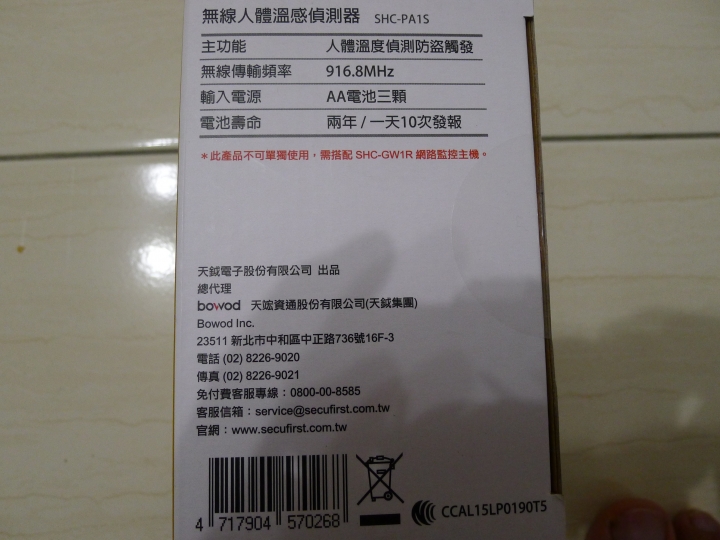 無線人體溫感偵測器 SHC-PA1S
主功能 人體溫度偵測防盜觸發
無線傳輸頻率 916.8MHz
輸入電源 AA電池三顆
電池壽命 兩年 / 一天10次發報
*此產品不可單獨使用，需搭配 SHC-GW1R 網路監控主機。
天鉞電子股份有限公司 出品
總代理
bowod 天竑資通股份有限公司(天鉞集團)
Bowod Inc.
23511 新北市中和區中正路736號16F-3
電話 (02) 8226-9020
傳真 (02) 8226-9021
免付費客服專線：0800-00-8585
客服信箱：service@secufirst.com.tw
官網：www.secufirst.com.tw
4 717904 570268
CCAL15LP0190T5